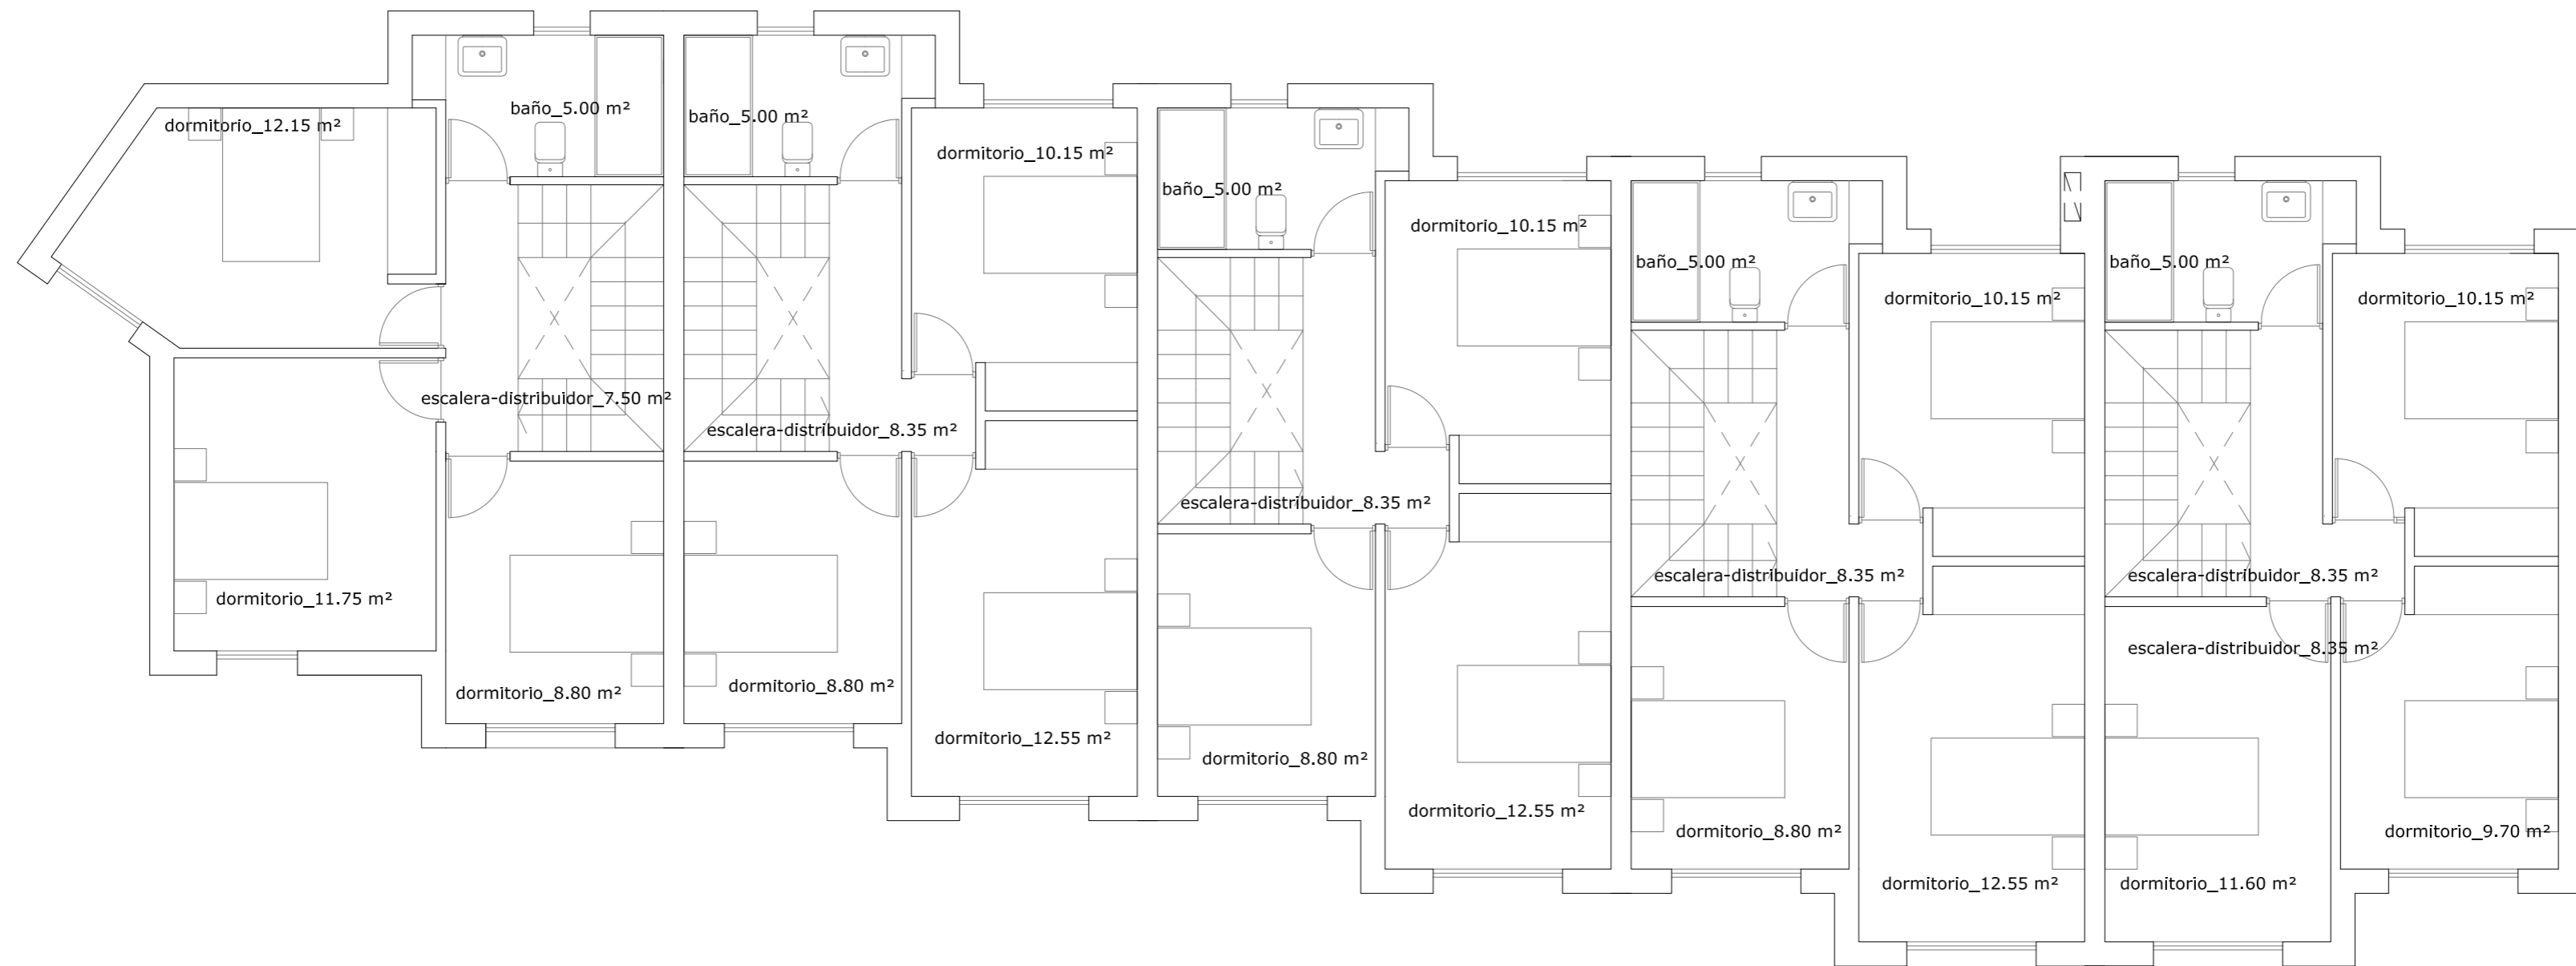 dormitorio_12.15 m²
baño_5.00 m²
escalera-distribuidor_7.50 m²
dormitorio_11.75 m²
dormitorio_8.80 m²
baño_5.00 m²
dormitorio_10.15 m²
escalera-distribuidor_8.35 m²
dormitorio_8.80 m²
dormitorio_12.55 m²
baño_5.00 m²
dormitorio_10.15 m²
escalera-distribuidor_8.35 m²
dormitorio_8.80 m²
dormitorio_12.55 m²
baño_5.00 m²
dormitorio_10.15 m²
escalera-distribuidor_8.35 m²
dormitorio_8.80 m²
dormitorio_12.55 m²
baño_5.00 m²
dormitorio_10.15 m²
escalera-distribuidor_8.35 m²
escalera-distribuidor_8.35 m²
dormitorio_9.70 m²
dormitorio_11.60 m²